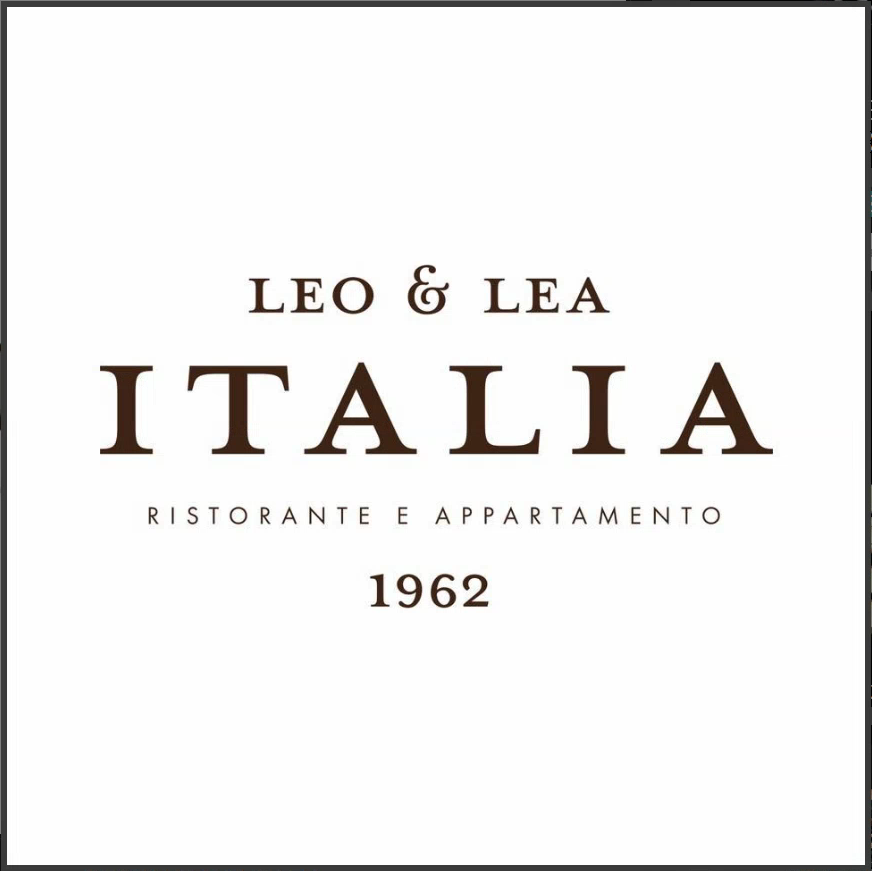 LEO & LEA
ITALIA
RISTORANTE E APPARTAMENTO
1962